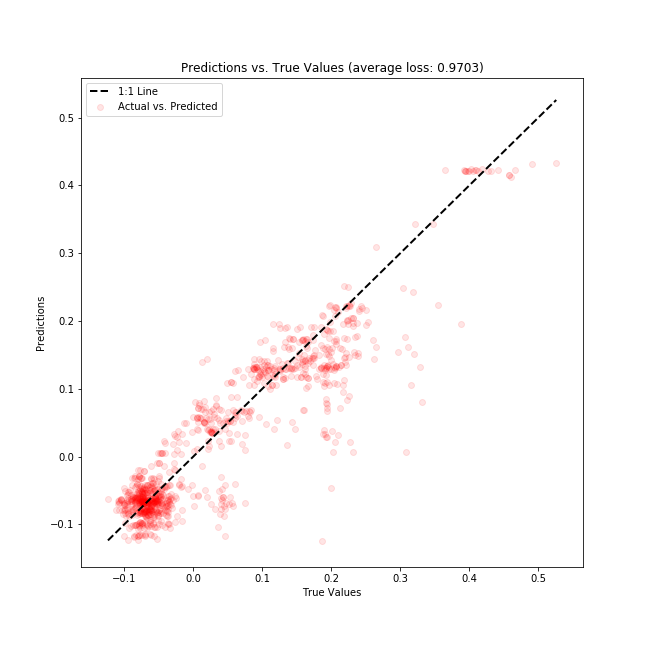 Predictions vs. True Values (average loss: 0.9703)
1:1 Line
Actual vs. Predicted
0.5
0.4
0.3
0.2
0.1
0.0
−0.1
Predictions
−0.1 0.0 0.1 0.2 0.3 0.4 0.5
True Values